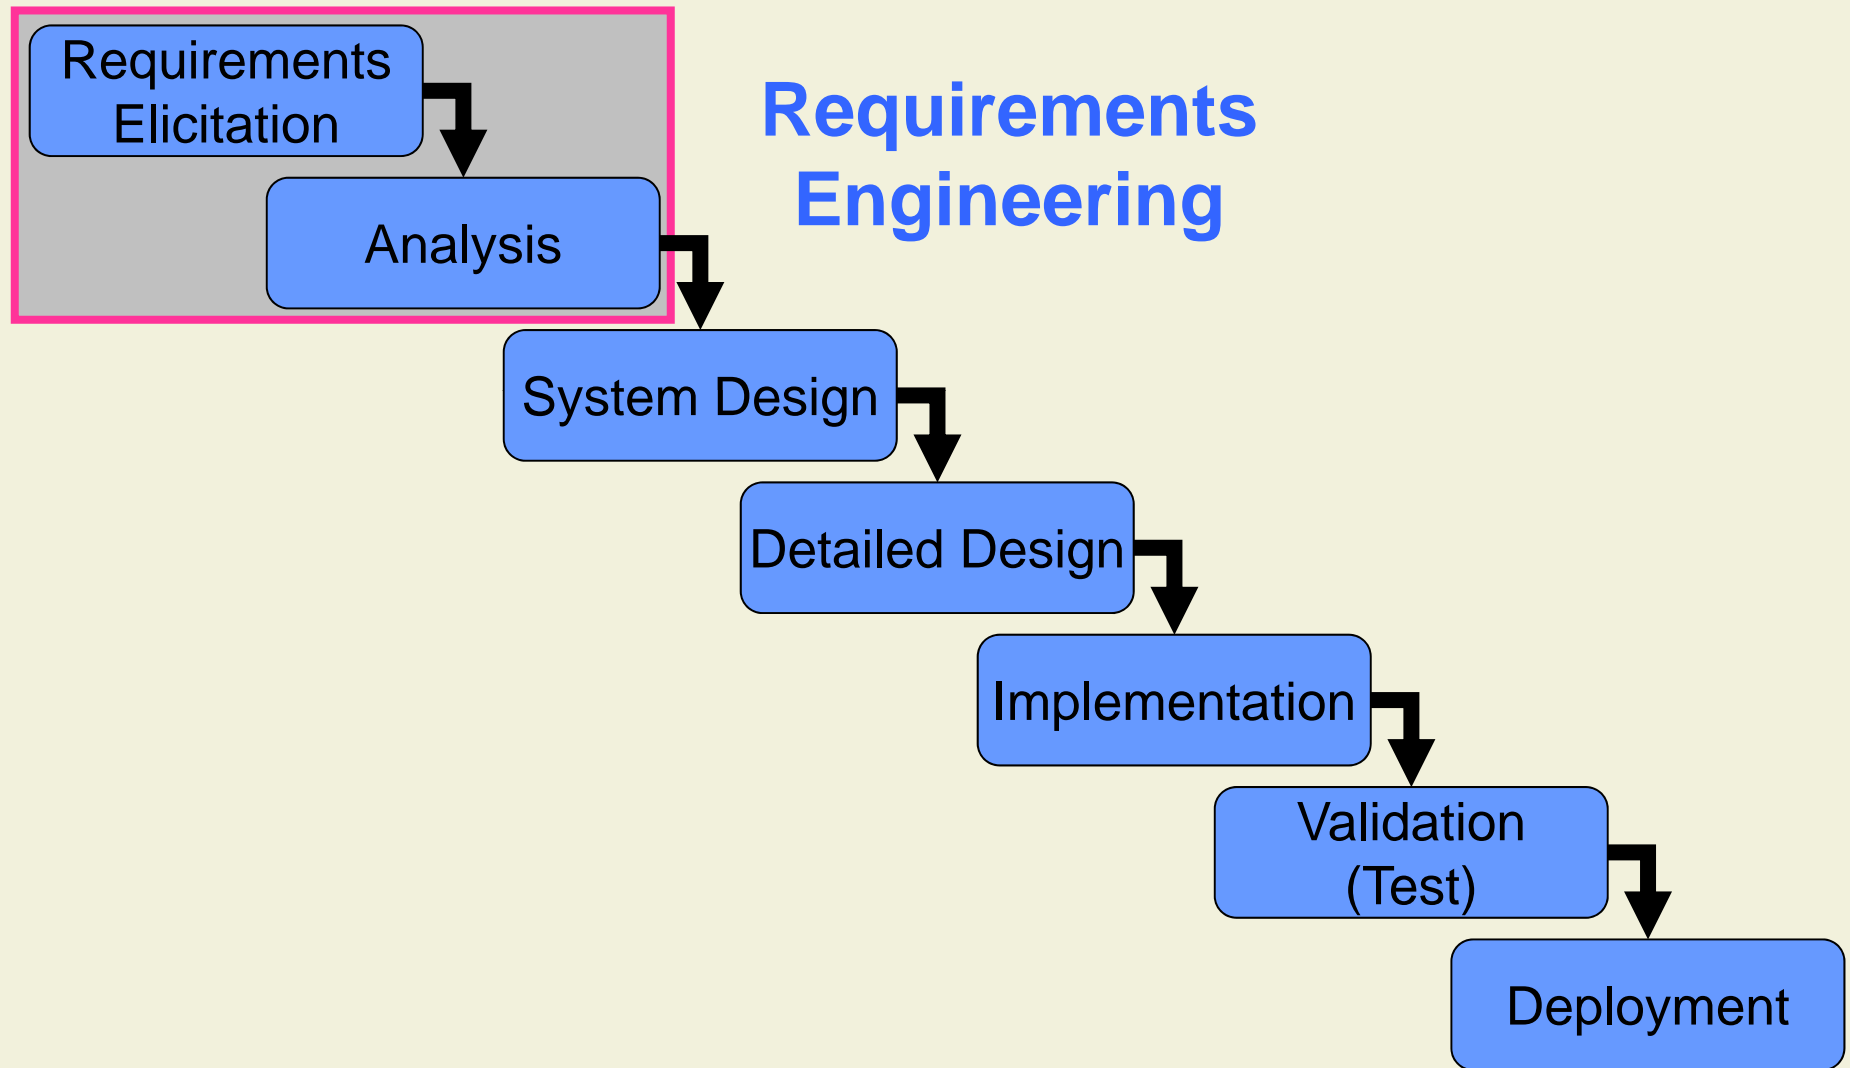 Requirements
Elicitation
Requirements
Engineering
Analysis
System Design
Detailed Design
Implementation
Validation
(Test)
Deployment